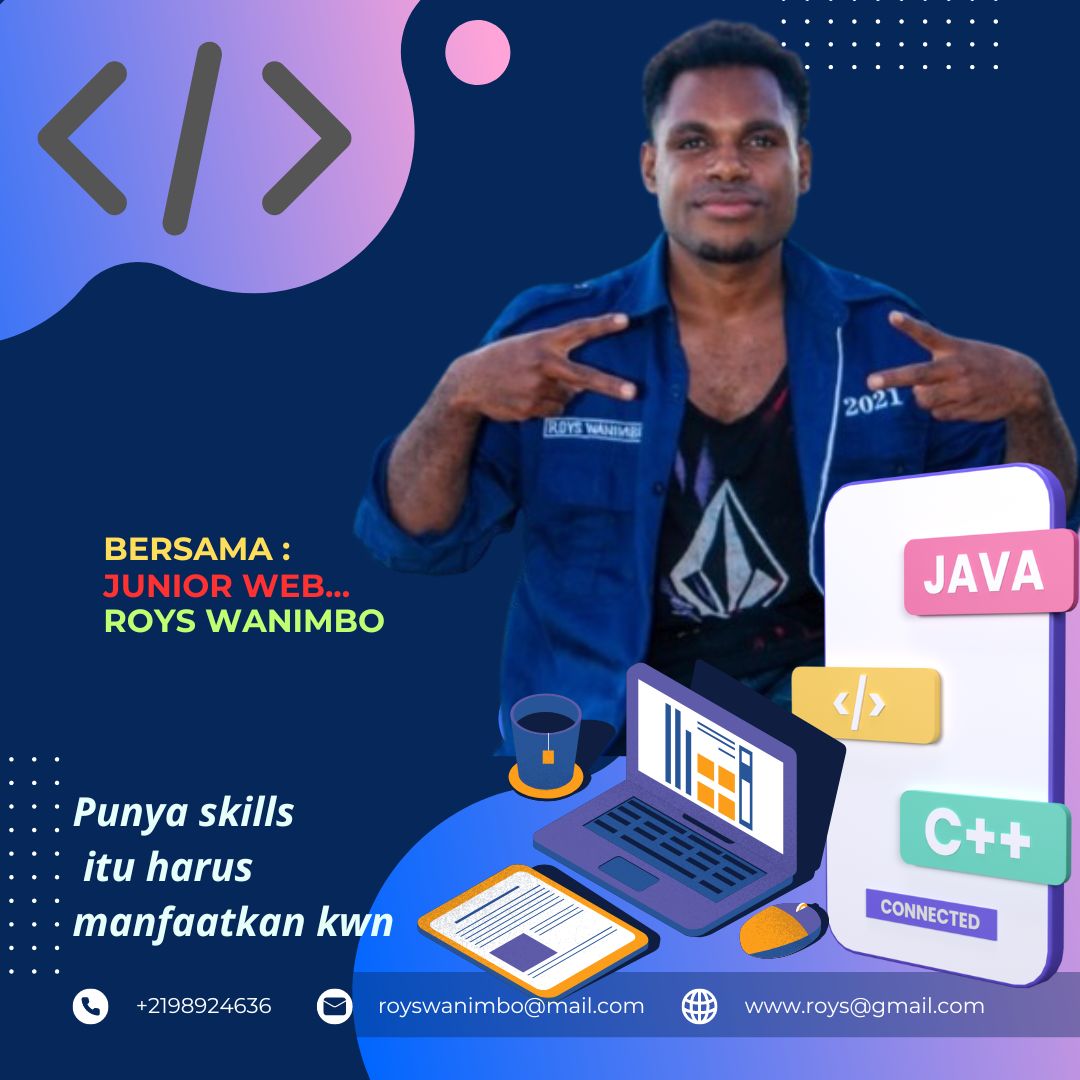 </>
2021
ROYS WANIMBO
BERSAMA :
JUNIOR WEB...
ROYS WANIMBO
JAVA
</>
C++
CONNECTED
Punya skills
itu harus
manfaatkan kwn
+2198924636
royswanimbo@mail.com
www.roys@gmail.com